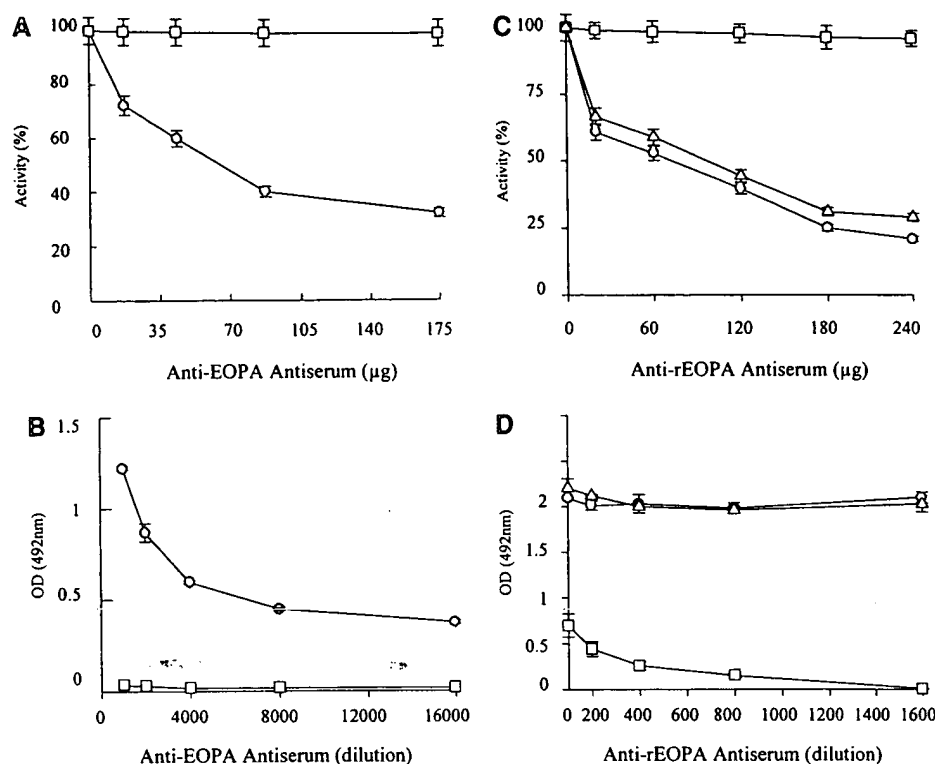 A
Activity (%)
100
80
60
40
20
0
0 35 70 105 140 175
Anti-EOPA Antiserum (µg)
C
Activity (%)
100
75
50
25
0
0 60 120 180 240
Anti-rEOPA Antiserum (µg)
B
OD (492nm)
1.5
1
0.5
0
0 4000 8000 12000 16000
Anti-EOPA Antiserum (dilution)
D
OD (492nm)
2
1.5
1
0.5
0
0 200 400 600 800 1000 1200 1400 1600
Anti-rEOPA Antiserum (dilution)